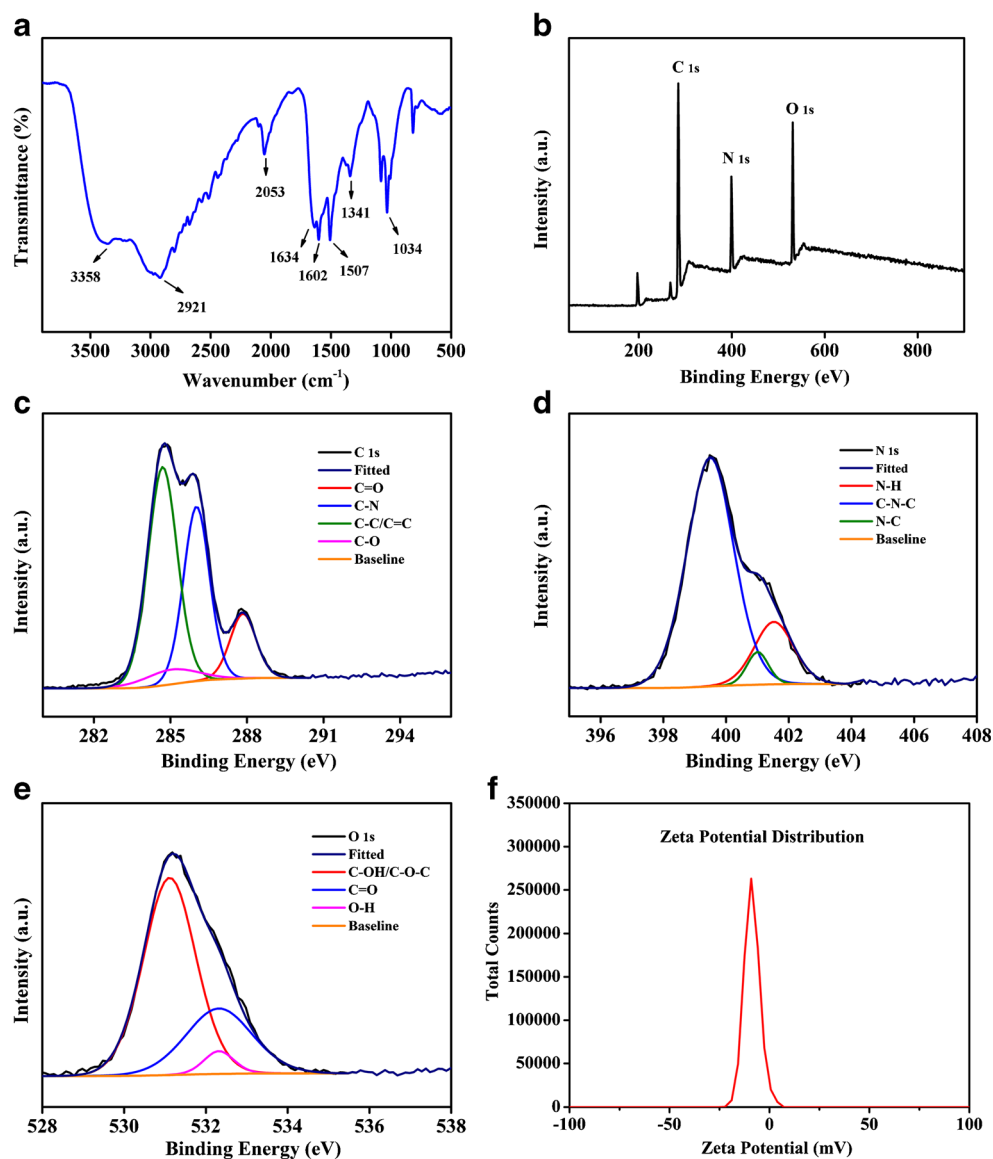 a
Transmittance (%)
3358
2921
2053
1634
1602
1507
1341
1034
3500 3000 2500 2000 1500 1000 500
Wavenumber (cm-1)
b
Intensity (a.u.)
C 1s
N 1s
O 1s
200 400 600 800
Binding Energy (eV)
c
Intensity (a.u.)
C 1s
Fitted
C=O
C-N
C-C/C=C
C-O
Baseline
282 285 288 291 294
Binding Energy (eV)
d
Intensity (a.u.)
N 1s
Fitted
N-H
C-N-C
N-C
Baseline
396 398 400 402 404 406 408
Binding Energy (eV)
e
Intensity (a.u.)
O 1s
Fitted
C-OH/C-O-C
C=O
O-H
Baseline
528 530 532 534 536 538
Binding Energy (eV)
f
Zeta Potential Distribution
Total Counts
350000
300000
250000
200000
150000
100000
50000
0
-100 -50 0 50 100
Zeta Potential (mV)